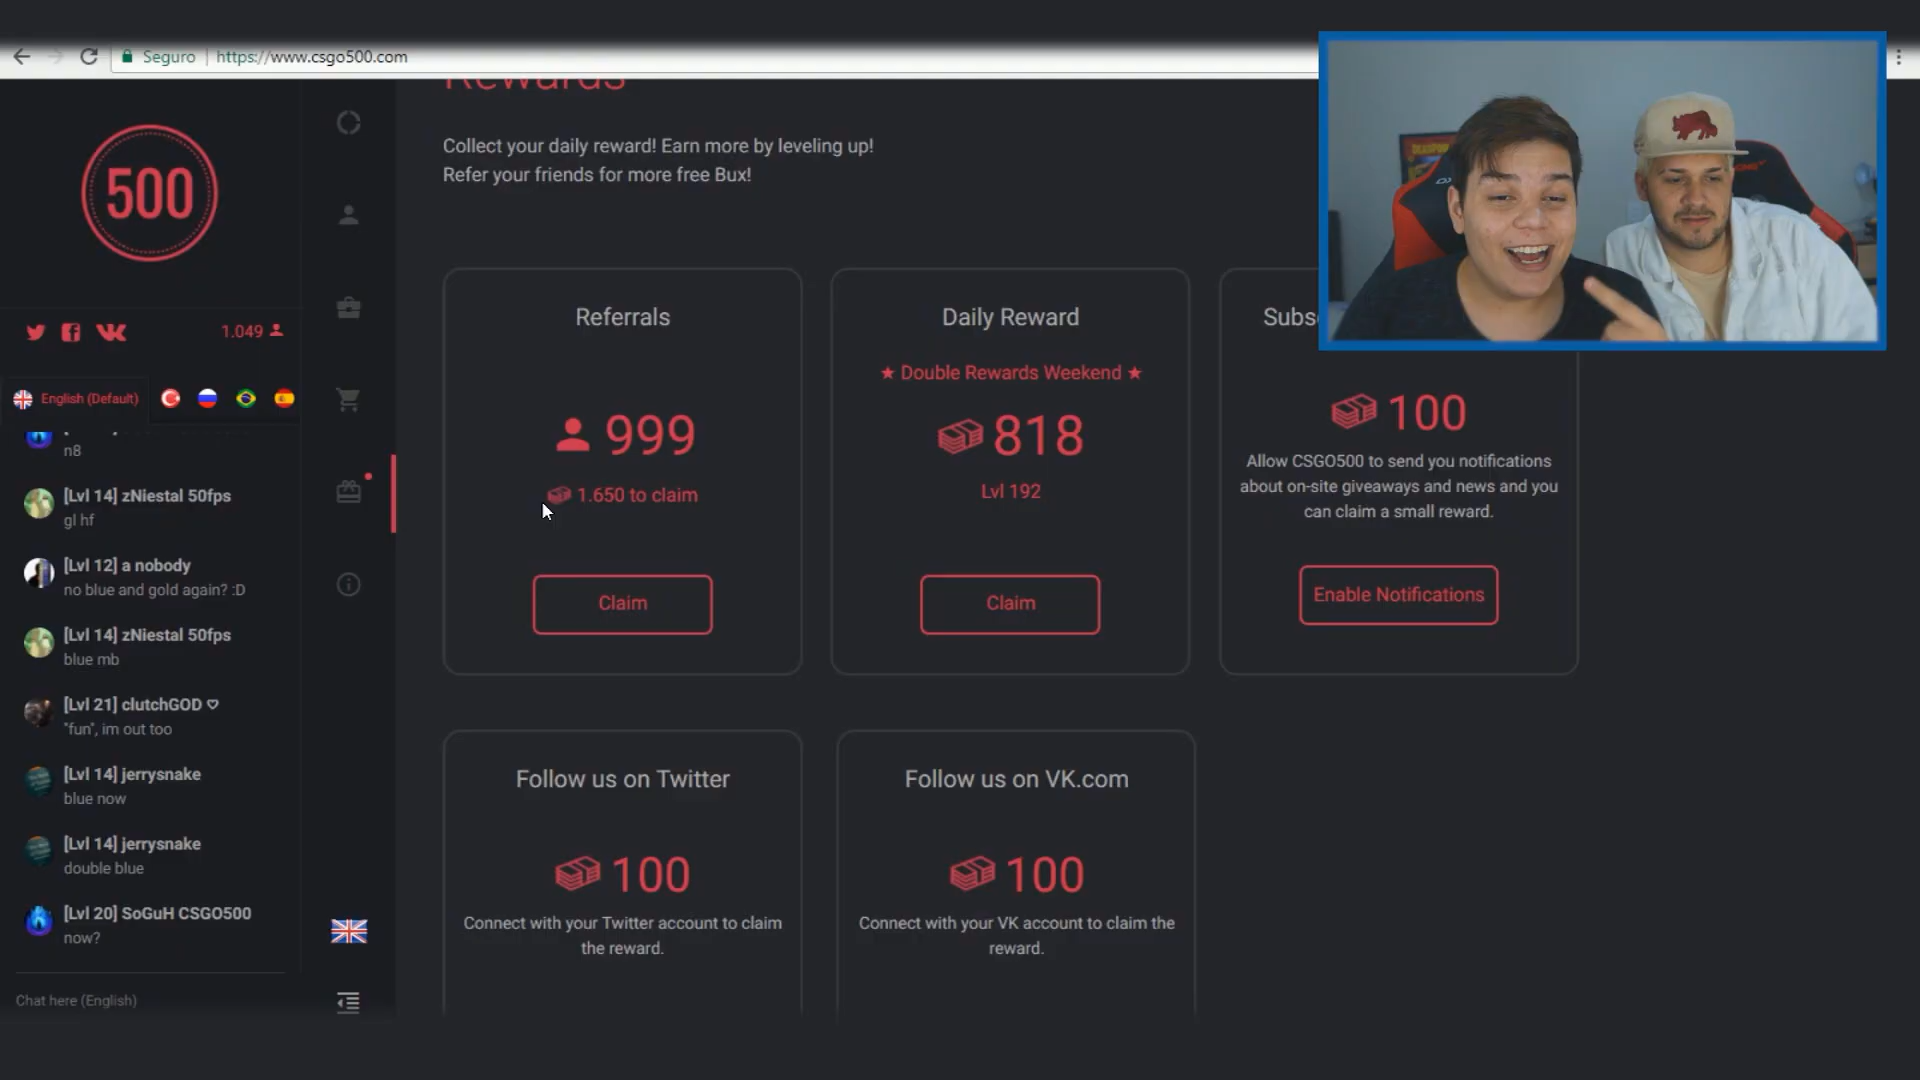 Seguro | https://www.csgo500.com
Rewards
Collect your daily reward! Earn more by leveling up!
Refer your friends for more free Bux!
500
1.049
English (Default)
n8
[Lvl 14] zNiestal 50fps
gl hf
[Lvl 12] a nobody
no blue and gold again? :D
[Lvl 14] zNiestal 50fps
blue mb
[Lvl 21] clutchGOD ♡
"fun", im out too
[Lvl 14] jerrysnake
blue now
[Lvl 14] jerrysnake
double blue
[Lvl 20] SoGuH CSGO500
now?
Chat here (English)
Referrals
999
1.650 to claim
Claim
Daily Reward
★ Double Rewards Weekend ★
818
Lvl 192
Claim
Subs
100
Allow CSGO500 to send you notifications
about on-site giveaways and news and you
can claim a small reward.
Enable Notifications
Follow us on Twitter
100
Connect with your Twitter account to claim
the reward.
Follow us on VK.com
100
Connect with your VK account to claim the
reward.